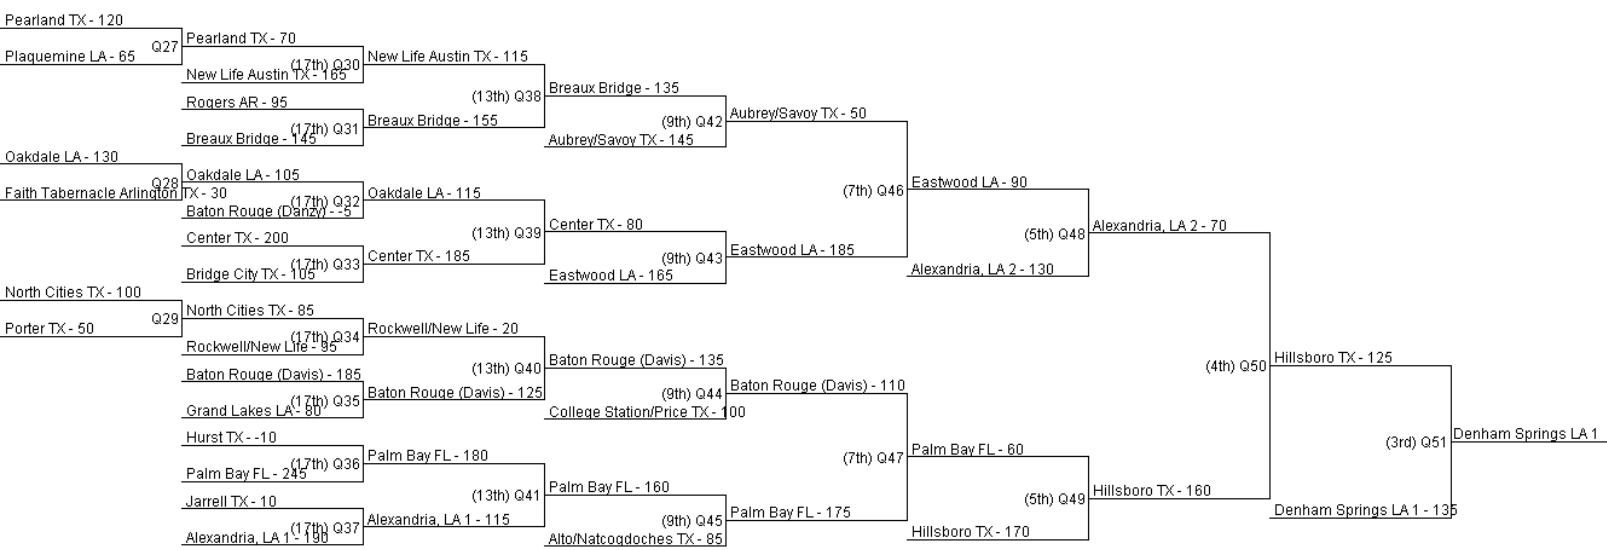 Pearland TX - 120
Plaquemine LA - 65
Q27
Pearland TX - 70
New Life Austin TX - 165
(17th) Q30
New Life Austin TX - 115
Rogers AR - 95
Breaux Bridge - 145
(17th) Q31
Breaux Bridge - 155
(13th) Q38
Breaux Bridge - 135
Aubrey/Savoy TX - 145
(9th) Q42
Aubrey/Savoy TX - 50
Oakdale LA - 130
Faith Tabernacle Arlington TX - 30
Q28
Oakdale LA - 105
Baton Rouge (Danzy) - -5
(17th) Q32
Oakdale LA - 115
Center TX - 200
Bridge City TX - 105
(17th) Q33
Center TX - 185
(13th) Q39
Center TX - 80
Eastwood LA - 165
(9th) Q43
Eastwood LA - 185
(7th) Q46
Eastwood LA - 90
Alexandria, LA 2 - 130
(5th) Q48
Alexandria, LA 2 - 70
North Cities TX - 100
Porter TX - 50
Q29
North Cities TX - 85
Rockwell/New Life - 95
(17th) Q34
Rockwell/New Life - 20
Baton Rouge (Davis) - 185
Grand Lakes LA - 80
(17th) Q35
Baton Rouge (Davis) - 125
(13th) Q40
Baton Rouge (Davis) - 135
College Station/Price TX - 100
(9th) Q44
Baton Rouge (Davis) - 110
Hurst TX - -10
Palm Bay FL - 245
(17th) Q36
Palm Bay FL - 180
Jarrell TX - 10
Alexandria, LA 1 - 190
(17th) Q37
Alexandria, LA 1 - 115
(13th) Q41
Palm Bay FL - 160
Alto/Natcogdoches TX - 85
(9th) Q45
Palm Bay FL - 175
(7th) Q47
Palm Bay FL - 60
Hillsboro TX - 170
(5th) Q49
Hillsboro TX - 160
(4th) Q50
Hillsboro TX - 125
Denham Springs LA 1 - 135
(3rd) Q51
Denham Springs LA 1